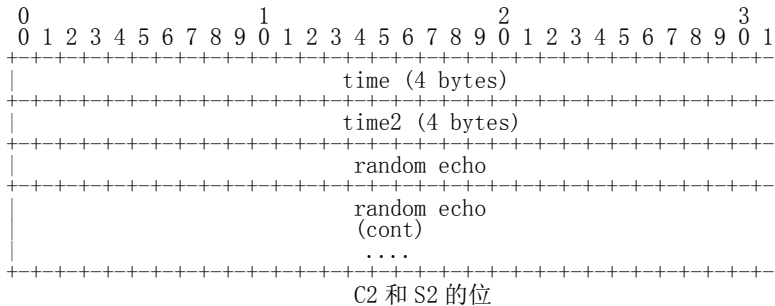 0 1 2 3
0 1 2 3 4 5 6 7 8 9 0 1 2 3 4 5 6 7 8 9 0 1 2 3 4 5 6 7 8 9 0 1
+-+-+-+-+-+-+-+-+-+-+-+-+-+-+-+-+-+-+-+-+-+-+-+-+-+-+-+-+-+-+-+-
| time (4 bytes)
+-+-+-+-+-+-+-+-+-+-+-+-+-+-+-+-+-+-+-+-+-+-+-+-+-+-+-+-+-+-+-+-
| time2 (4 bytes)
+-+-+-+-+-+-+-+-+-+-+-+-+-+-+-+-+-+-+-+-+-+-+-+-+-+-+-+-+-+-+-+-
| random echo
+-+-+-+-+-+-+-+-+-+-+-+-+-+-+-+-+-+-+-+-+-+-+-+-+-+-+-+-+-+-+-+-
| random echo
| (cont)
| ....
+-+-+-+-+-+-+-+-+-+-+-+-+-+-+-+-+-+-+-+-+-+-+-+-+-+-+-+-+-+-+-+-
C2 和 S2 的位